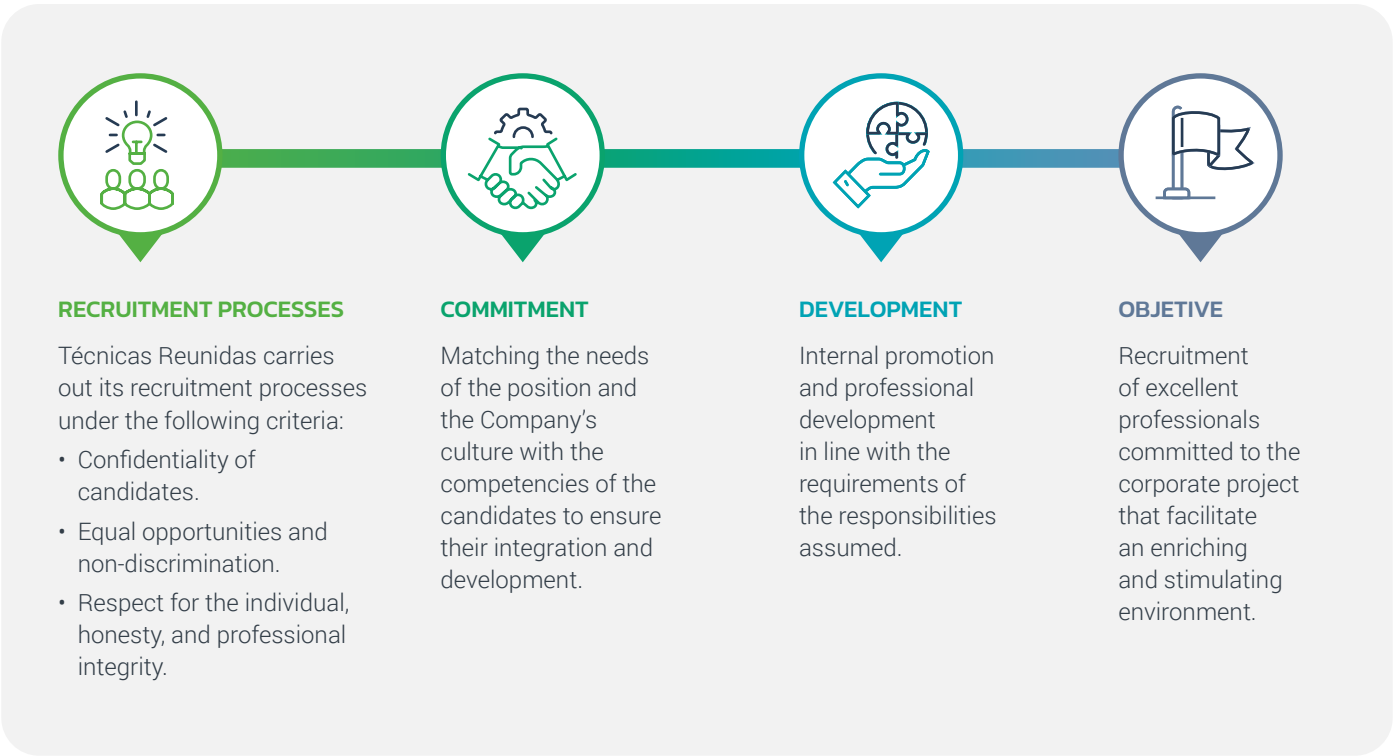 RECRUITMENT PROCESSES
Técnicas Reunidas carries
out its recruitment processes
under the following criteria:
• Confidentiality of
candidates.
• Equal opportunities and
non-discrimination.
• Respect for the individual,
honesty, and professional
integrity.
COMMITMENT
Matching the needs
of the position and
the Company’s
culture with the
competencies of the
candidates to ensure
their integration and
development.
DEVELOPMENT
Internal promotion
and professional
development
in line with the
requirements of
the responsibilities
assumed.
OBJETIVE
Recruitment
of excellent
professionals
committed to the
corporate project
that facilitate
an enriching
and stimulating
environment.